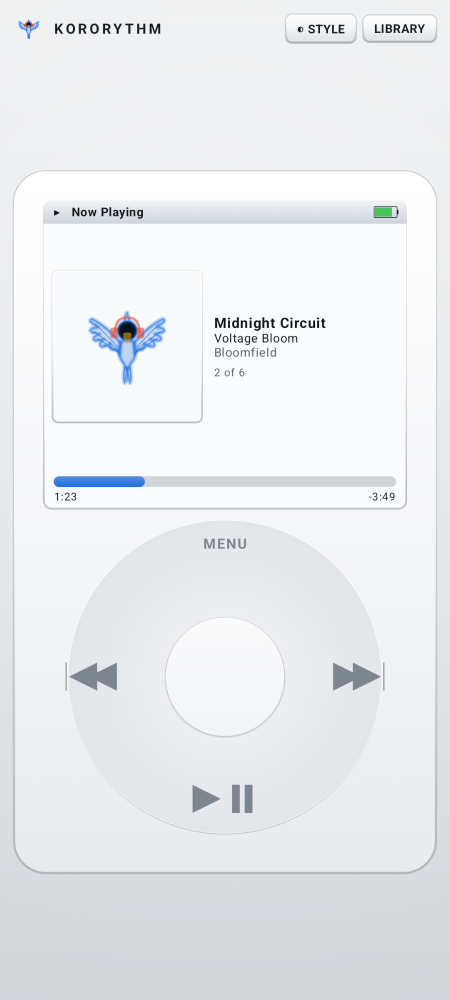 KORORYTHM
STYLE
LIBRARY
Now Playing
Midnight Circuit
Voltage Bloom
Bloomfield
2 of 6
1:23
-3:49
MENU